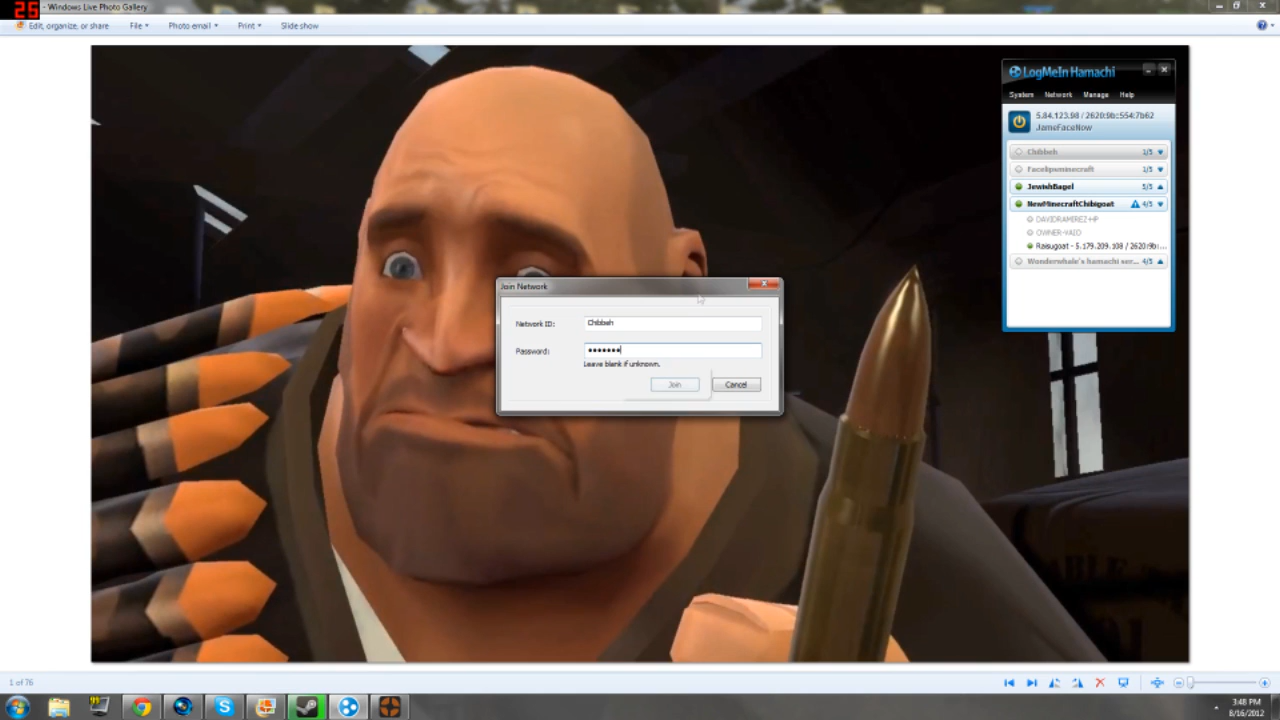 25
- Windows Live Photo Gallery
Edit, organize, or share File Photo email Print Slide show
LogMeIn Hamachi
System Network Manage Help
5.84.123.98 / 2620:9b::554:7b62
JameFaceNow
Chibbeh 1/5
1/5
JewishBagel 5/5
NewMinecraftChibigoat 4/5
DAVIDRAMIREZ-HP
OWNER-VAIO
Raisugoat - 5.179.209.108 / 2620:9b:...
Wonderwhale's hamachi ser... 4/5
Join Network
Network ID: Chibbeh
Password: •••••••
Leave blank if unknown.
Join Cancel
1 of 76
3:48 PM
8/16/2012